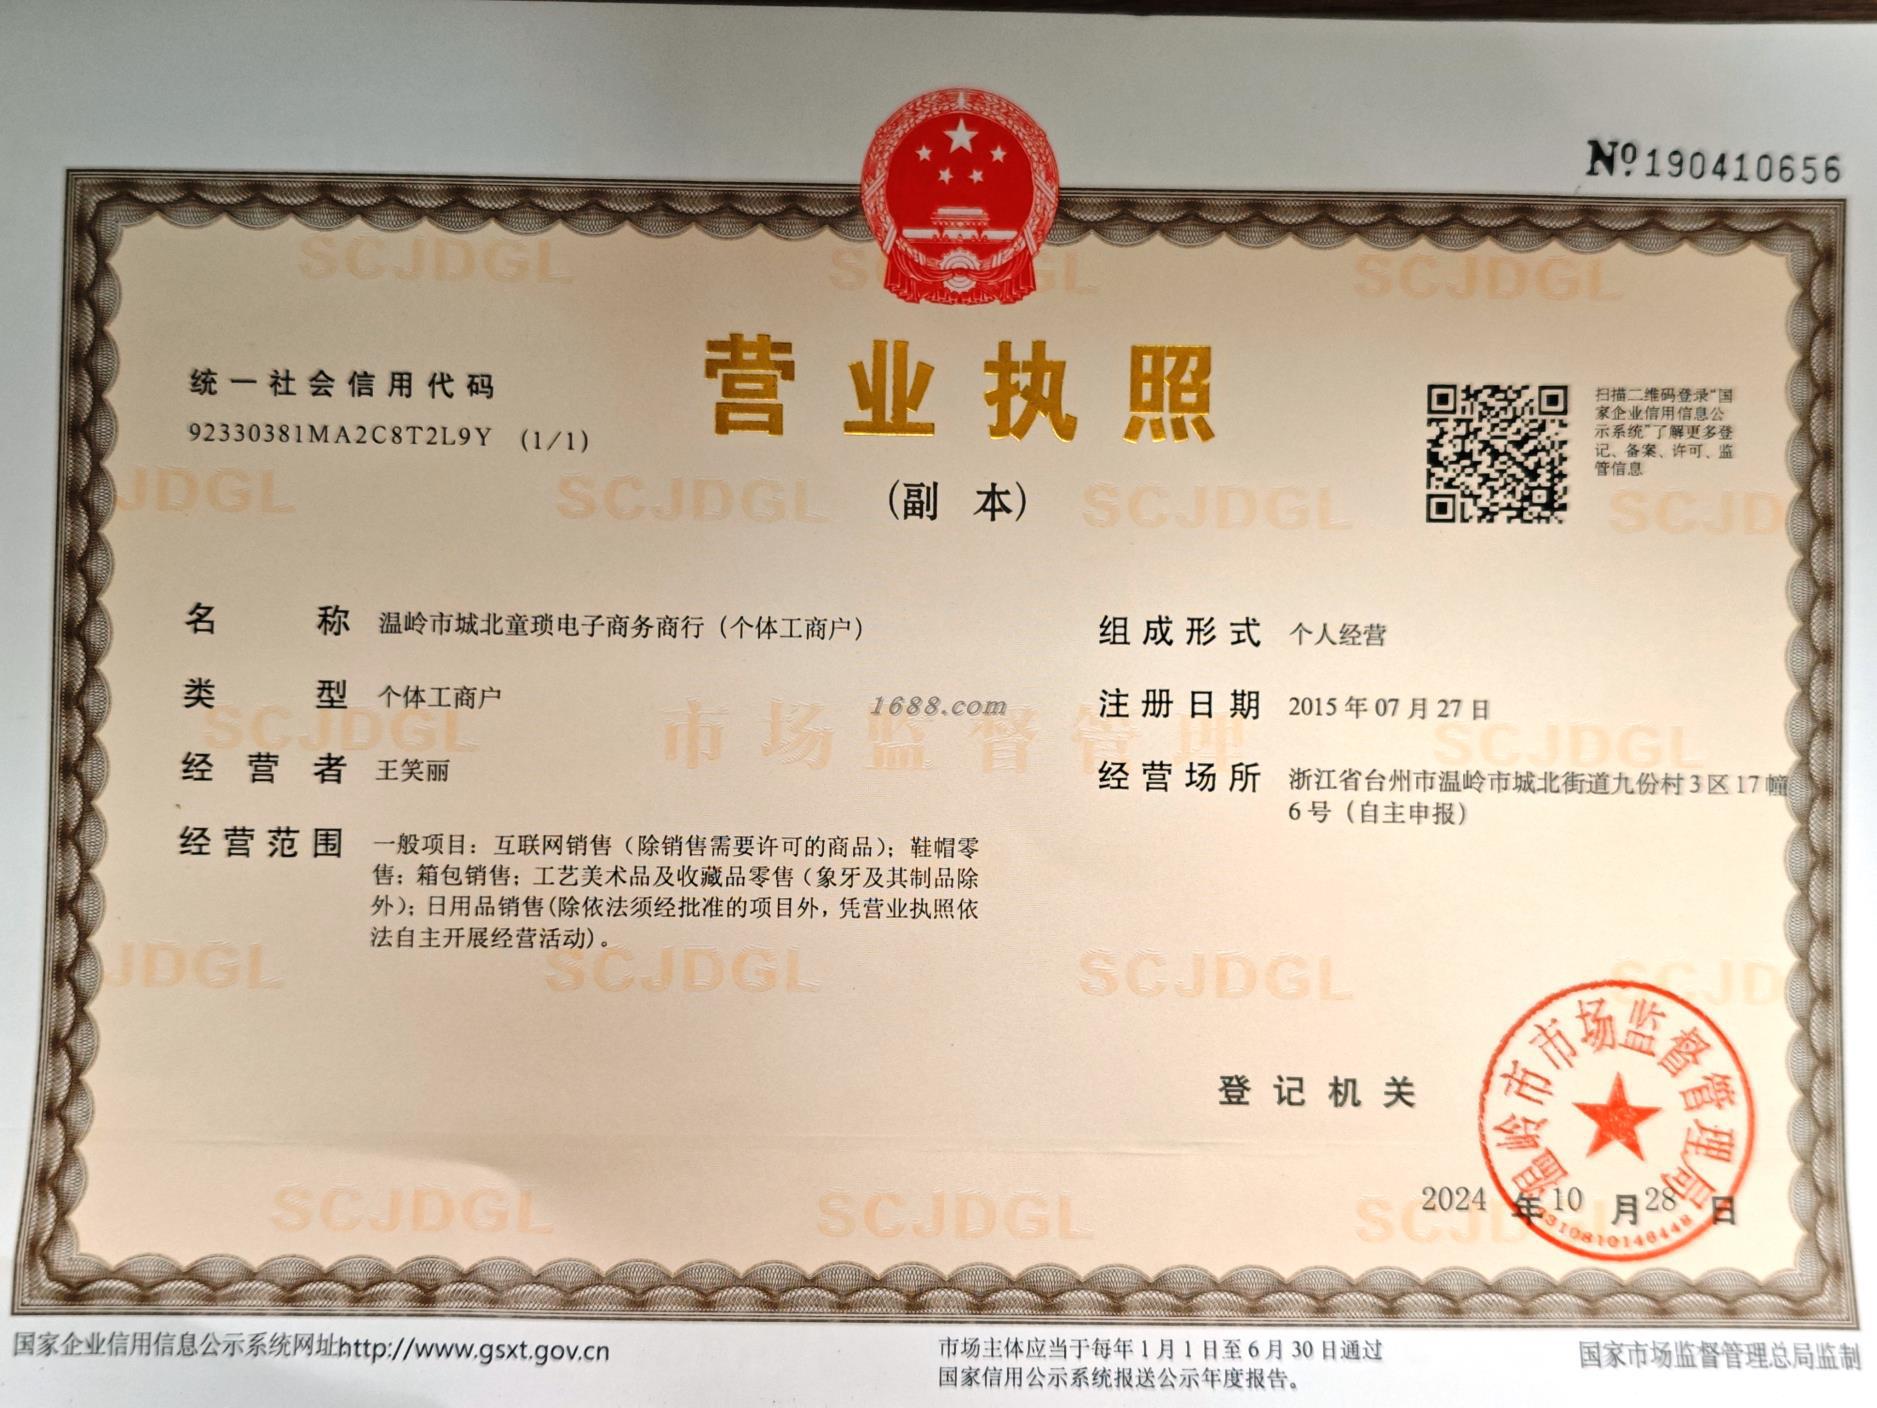 №190410656
统一社会信用代码
92330381MA2C8T2L9Y (1/1)
营业执照
(副 本)
扫描二维码登录“国
家企业信用信息公
示系统”了解更多登
记、备案、许可、监
管信息
名称 温岭市城北童琐电子商务商行（个体工商户）
类型 个体工商户
经营者 王笑丽
经营范围 一般项目：互联网销售（除销售需要许可的商品）；鞋帽零
售；箱包销售；工艺美术品及收藏品零售（象牙及其制品除
外）；日用品销售(除依法须经批准的项目外，凭营业执照依
法自主开展经营活动)。
组成形式 个人经营
注册日期 2015年07月27日
经营场所 浙江省台州市温岭市城北街道九份村3区17幢
6号（自主申报）
1688.com
市场监督管理
SCJDGL
登记机关
温岭市市场监督管理局
2024年10月28日
国家企业信用信息公示系统网址http://www.gsxt.gov.cn
市场主体应当于每年1月1日至6月30日通过
国家信用公示系统报送公示年度报告。
国家市场监督管理总局监制